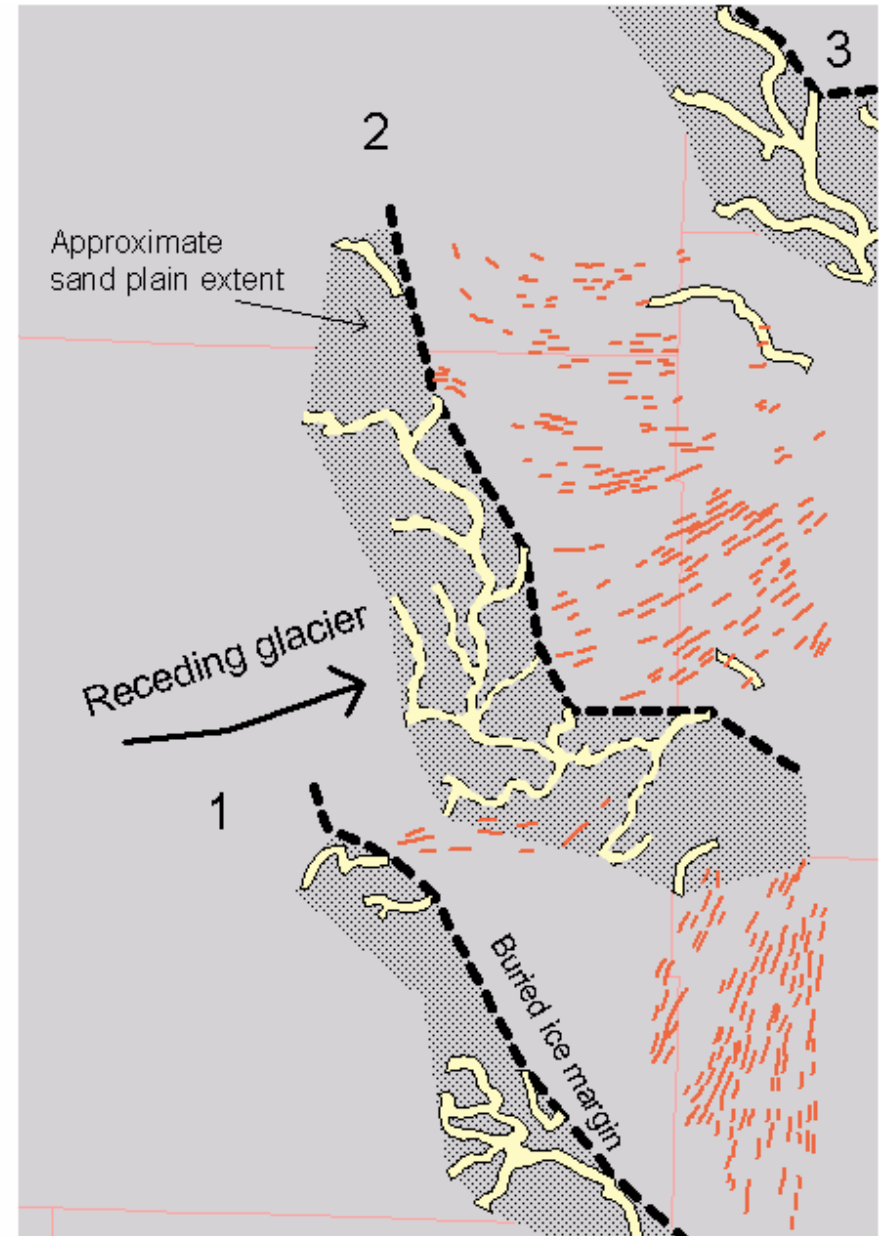 3
2
Approximate
sand plain extent
Receding glacier
1
Buried ice margin